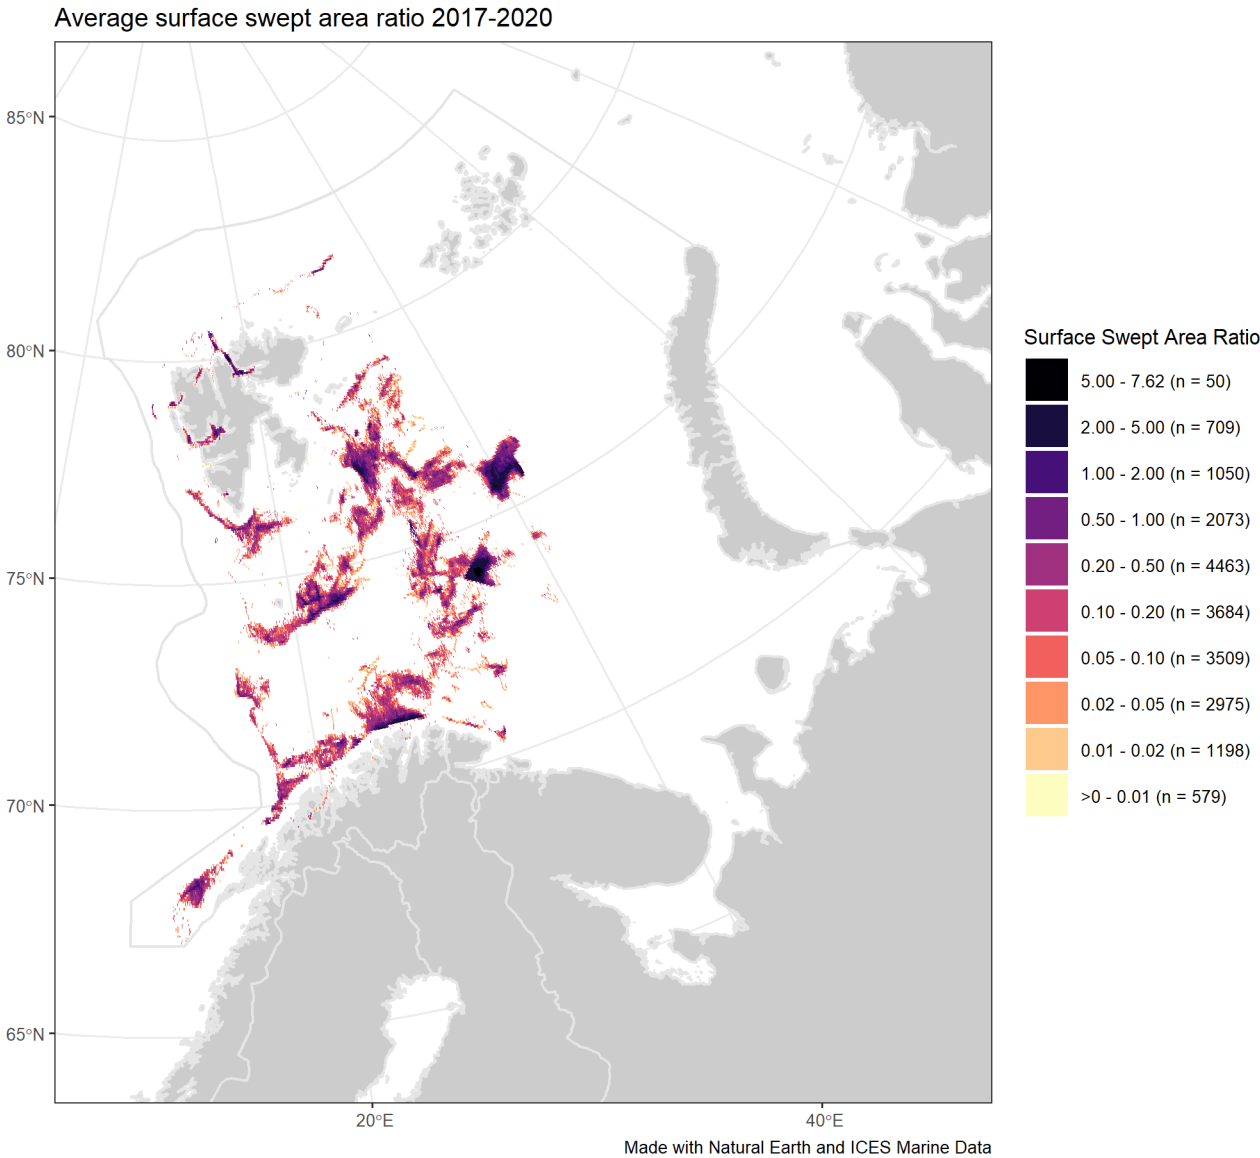 Average surface swept area ratio 2017-2020
85°N
80°N
75°N
70°N
65°N
20°E
40°E
Surface Swept Area Ratio
5.00 - 7.62 (n = 50)
2.00 - 5.00 (n = 709)
1.00 - 2.00 (n = 1050)
0.50 - 1.00 (n = 2073)
0.20 - 0.50 (n = 4463)
0.10 - 0.20 (n = 3684)
0.05 - 0.10 (n = 3509)
0.02 - 0.05 (n = 2975)
0.01 - 0.02 (n = 1198)
>0 - 0.01 (n = 579)
Made with Natural Earth and ICES Marine Data